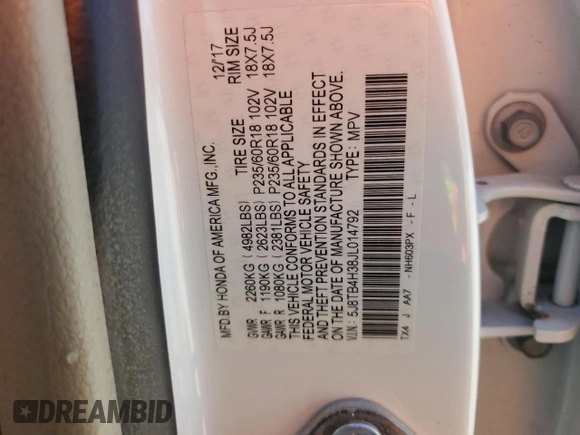 MFD.BY HONDA OF AMERICA MFG.,INC. 12/'17
TIRE SIZE RIM SIZE
GVWR 2260KG ( 4982LBS)
GAWR F 1190KG ( 2623LBS) P235/60R18 102V 18X7.5J
GAWR R 1080KG ( 2381LBS) P235/60R18 102V 18X7.5J
THIS VEHICLE CONFORMS TO ALL APPLICABLE
FEDERAL MOTOR VEHICLE SAFETY
AND THEFT PREVENTION STANDARDS IN EFFECT
ON THE DATE OF MANUFACTURE SHOWN ABOVE.
V.I.N.: 5J8TB4H38JL014792 TYPE: MPV
TX4 J AA7 - NH603PX - F - L
DREAMBID